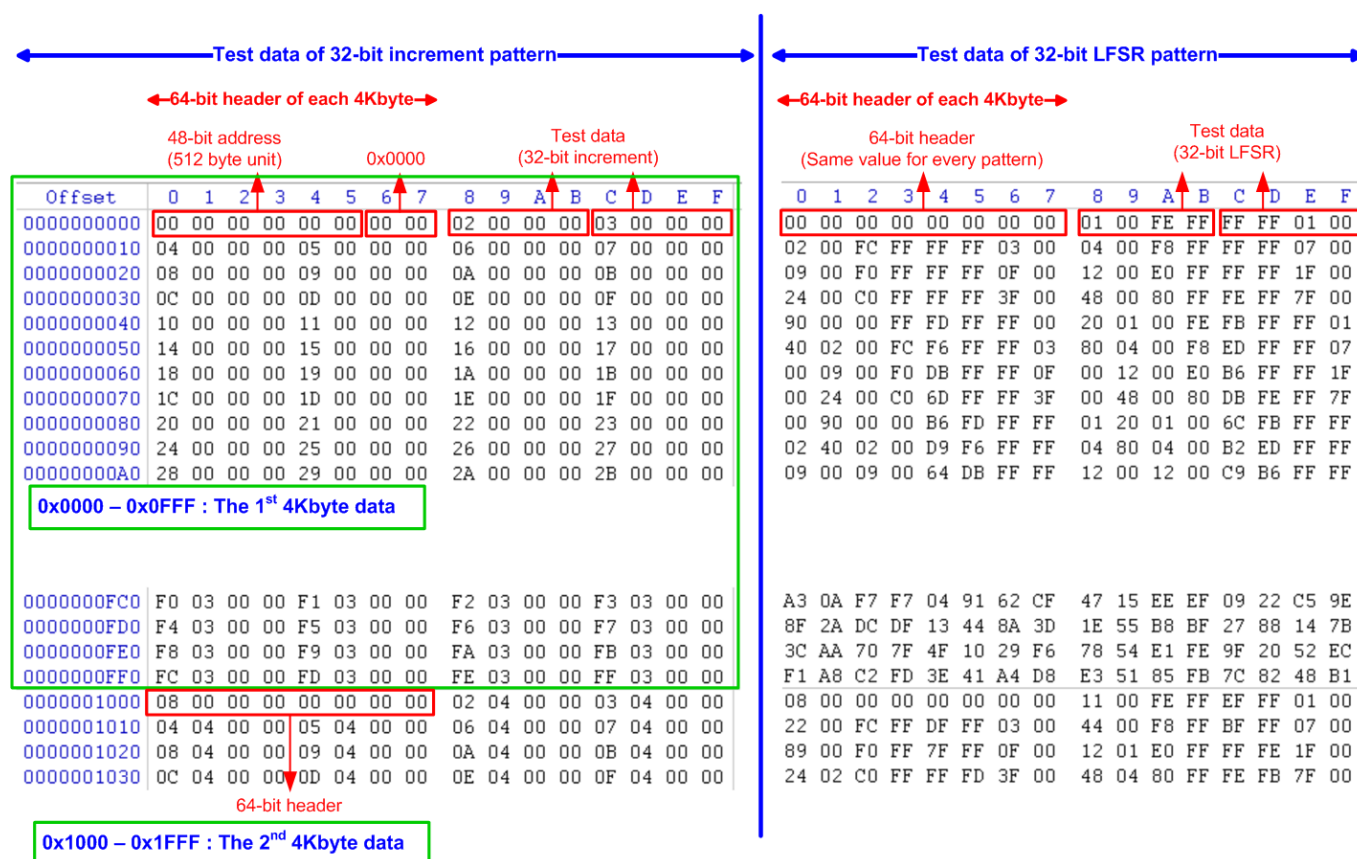 Test data of 32-bit increment pattern
64-bit header of each 4Kbyte
48-bit address
(512 byte unit)
0x0000
Test data
(32-bit increment)
Offset 0 1 2 3 4 5 6 7 8 9 A B C D E F
0000000000 00 00 00 00 00 00 00 00 02 00 00 00 03 00 00 00
0000000010 04 00 00 00 05 00 00 00 06 00 00 00 07 00 00 00
0000000020 08 00 00 00 09 00 00 00 0A 00 00 00 0B 00 00 00
0000000030 0C 00 00 00 0D 00 00 00 0E 00 00 00 0F 00 00 00
0000000040 10 00 00 00 11 00 00 00 12 00 00 00 13 00 00 00
0000000050 14 00 00 00 15 00 00 00 16 00 00 00 17 00 00 00
0000000060 18 00 00 00 19 00 00 00 1A 00 00 00 1B 00 00 00
0000000070 1C 00 00 00 1D 00 00 00 1E 00 00 00 1F 00 00 00
0000000080 20 00 00 00 21 00 00 00 22 00 00 00 23 00 00 00
0000000090 24 00 00 00 25 00 00 00 26 00 00 00 27 00 00 00
00000000A0 28 00 00 00 29 00 00 00 2A 00 00 00 2B 00 00 00
0x0000 – 0x0FFF : The 1st 4Kbyte data
0000000FC0 F0 03 00 00 F1 03 00 00 F2 03 00 00 F3 03 00 00
0000000FD0 F4 03 00 00 F5 03 00 00 F6 03 00 00 F7 03 00 00
0000000FE0 F8 03 00 00 F9 03 00 00 FA 03 00 00 FB 03 00 00
0000000FF0 FC 03 00 00 FD 03 00 00 FE 03 00 00 FF 03 00 00
0000001000 08 00 00 00 00 00 00 00 02 04 00 00 03 04 00 00
0000001010 04 04 00 00 05 04 00 00 06 04 00 00 07 04 00 00
0000001020 08 04 00 00 09 04 00 00 0A 04 00 00 0B 04 00 00
0000001030 0C 04 00 00 0D 04 00 00 0E 04 00 00 0F 04 00 00
64-bit header
0x1000 – 0x1FFF : The 2nd 4Kbyte data
Test data of 32-bit LFSR pattern
64-bit header of each 4Kbyte
64-bit header
(Same value for every pattern)
Test data
(32-bit LFSR)
0 1 2 3 4 5 6 7 8 9 A B C D E F
00 00 00 00 00 00 00 00 01 00 FE FF FF FF 01 00
02 00 FC FF FF FF 03 00 04 00 F8 FF FF FF 07 00
09 00 F0 FF FF FF 0F 00 12 00 E0 FF FF FF 1F 00
24 00 C0 FF FF FF 3F 00 48 00 80 FF FE FF 7F 00
90 00 00 FF FD FF FF 00 20 01 00 FE FB FF FF 01
40 02 00 FC F6 FF FF 03 80 04 00 F8 ED FF FF 07
00 09 00 F0 DB FF FF 0F 00 12 00 E0 B6 FF FF 1F
00 24 00 C0 6D FF FF 3F 00 48 00 80 DB FE FF 7F
00 90 00 00 B6 FD FF FF 01 20 01 00 6C FB FF FF
02 40 02 00 D9 F6 FF FF 04 80 04 00 B2 ED FF FF
09 00 09 00 64 DB FF FF 12 00 12 00 C9 B6 FF FF
A3 0A F7 F7 04 91 62 CF 47 15 EE EF 09 22 C5 9E
8F 2A DC DF 13 44 8A 3D 1E 55 B8 BF 27 88 14 7B
3C AA 70 7F 4F 10 29 F6 78 54 E1 FE 9F 20 52 EC
F1 A8 C2 FD 3E 41 A4 D8 E3 51 85 FB 7C 82 48 B1
08 00 00 00 00 00 00 00 11 00 FE FF EF FF 01 00
22 00 FC FF DF FF 03 00 44 00 F8 FF BF FF 07 00
89 00 F0 FF 7F FF 0F 00 12 01 E0 FF FF FE 1F 00
24 02 C0 FF FF FD 3F 00 48 04 80 FF FE FB 7F 00